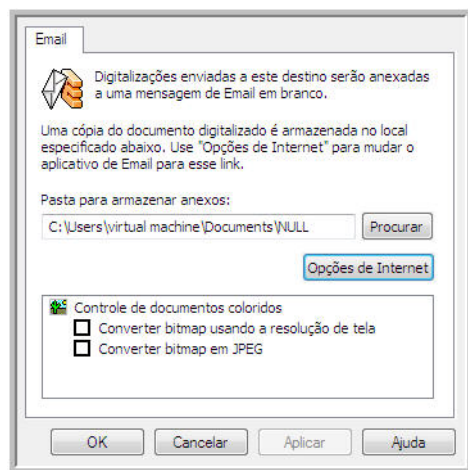 Email
Digitalizações enviadas a este destino serão anexadas
a uma mensagem de Email em branco.
Uma cópia do documento digitalizado é armazenada no local
especificado abaixo. Use "Opções de Internet" para mudar o
aplicativo de Email para esse link.
Pasta para armazenar anexos:
C:\Users\virtual machine\Documents\NULL
Procurar
Opções de Internet
Controle de documentos coloridos
Converter bitmap usando a resolução de tela
Converter bitmap em JPEG
OK
Cancelar
Aplicar
Ajuda